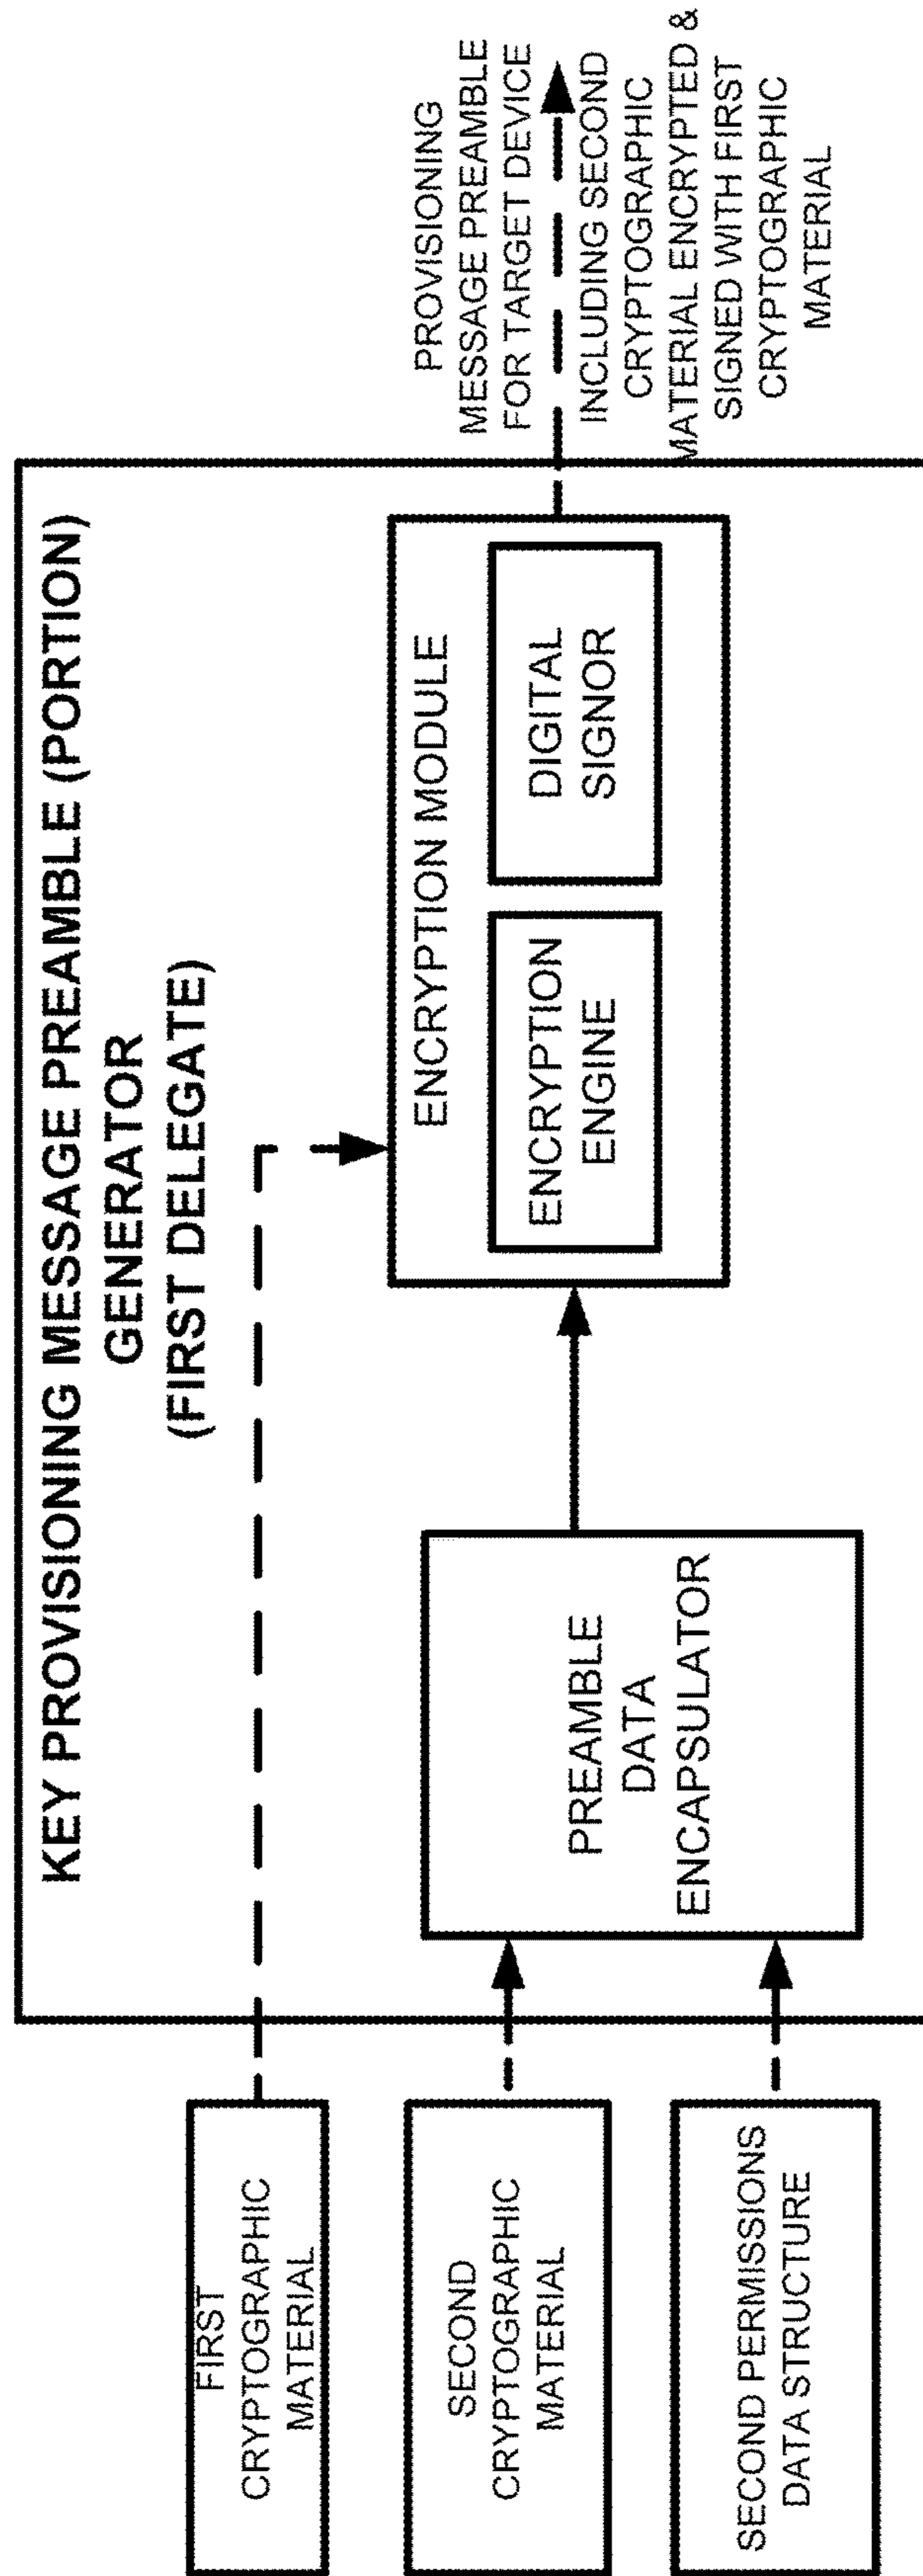 KEY PROVISIONING MESSAGE PREAMBLE (PORTION)
GENERATOR
(FIRST DELEGATE)
FIRST
CRYPTOGRAPHIC
MATERIAL
SECOND
CRYPTOGRAPHIC
MATERIAL
SECOND PERMISSIONS
DATA STRUCTURE
PREAMBLE
DATA
ENCAPSULATOR
ENCRYPTION MODULE
ENCRYPTION
ENGINE
DIGITAL
SIGNOR
PROVISIONING
MESSAGE PREAMBLE
FOR TARGET DEVICE
INCLUDING SECOND
CRYPTOGRAPHIC
MATERIAL ENCRYPTED &
SIGNED WITH FIRST
CRYPTOGRAPHIC
MATERIAL